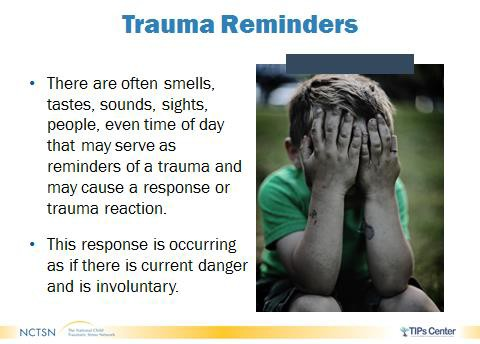 Trauma Reminders
• There are often smells,
tastes, sounds, sights,
people, even time of day
that may serve as
reminders of a trauma and
may cause a response or
trauma reaction.
• This response is occurring
as if there is current danger
and is involuntary.
NCTSN
The National Child
Traumatic Stress Network
TIPs Center